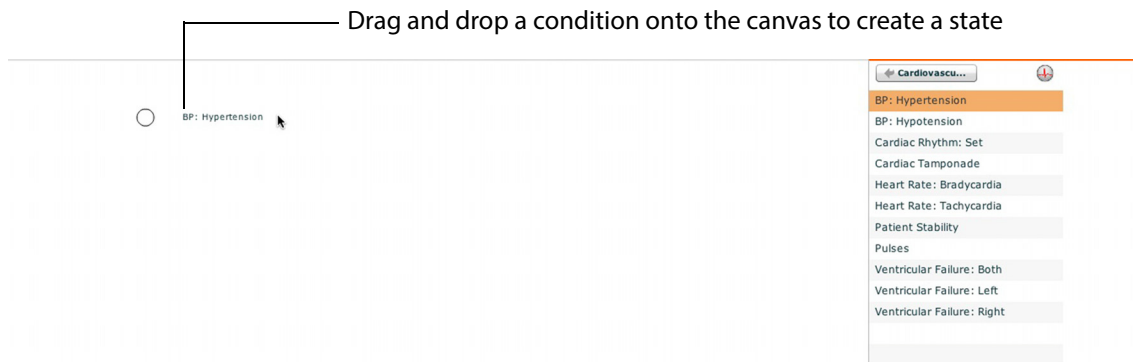 Drag and drop a condition onto the canvas to create a state
Cardiovascu...
BP: Hypertension
BP: Hypertension
BP: Hypotension
Cardiac Rhythm: Set
Cardiac Tamponade
Heart Rate: Bradycardia
Heart Rate: Tachycardia
Patient Stability
Pulses
Ventricular Failure: Both
Ventricular Failure: Left
Ventricular Failure: Right